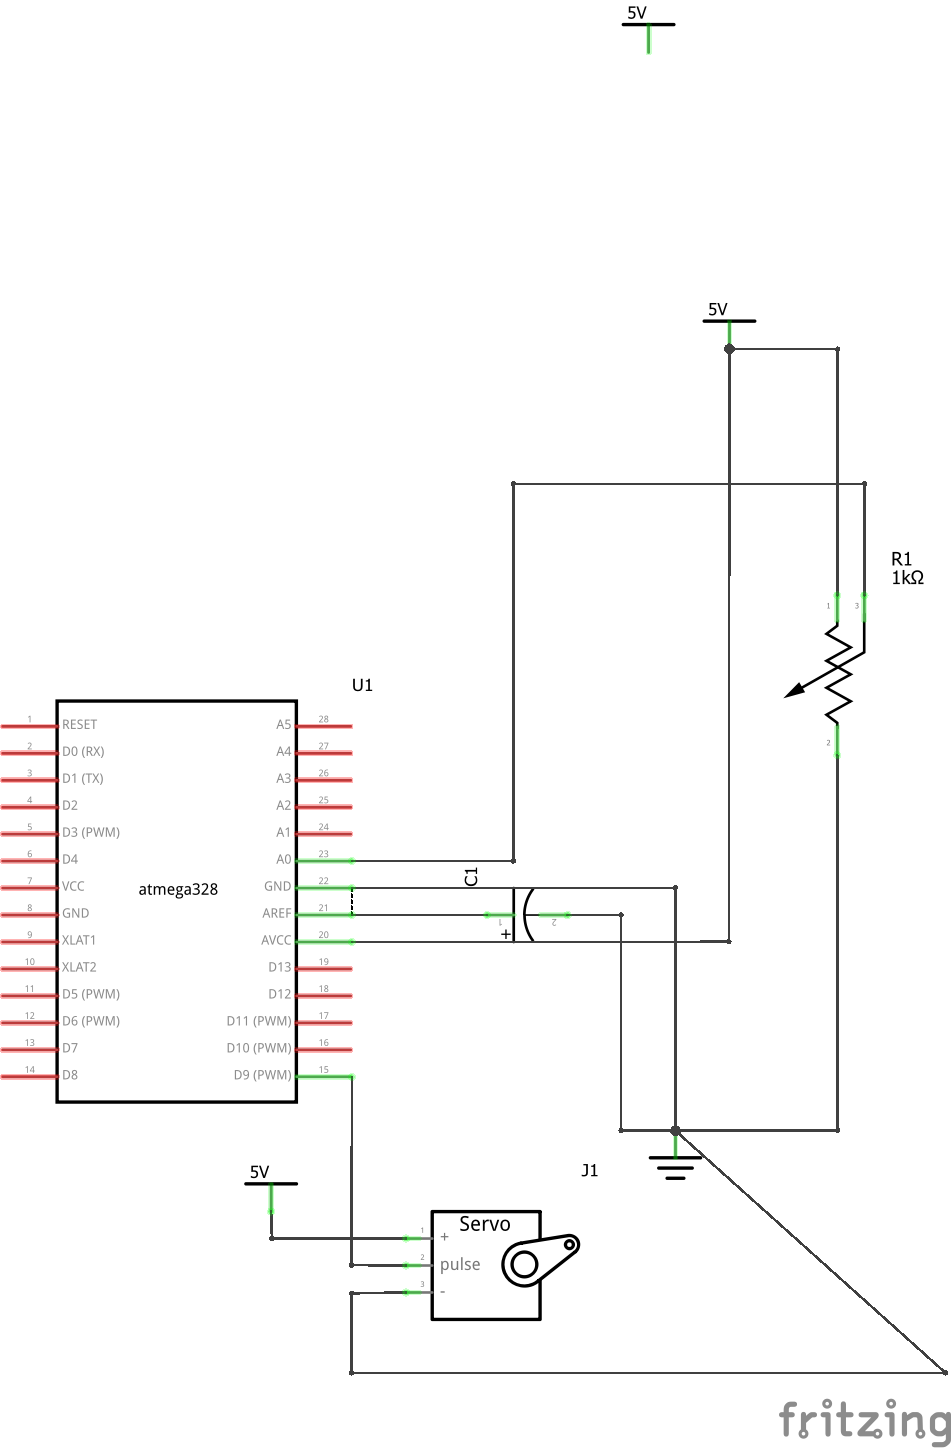 5V
5V
R1
1kΩ
1
3
2
U1
1 RESET A5 28
2 D0 (RX) A4 27
3 D1 (TX) A3 26
4 D2 A2 25
5 D3 (PWM) A1 24
6 D4 A0 23
7 VCC atmega328 GND 22
8 GND AREF 21
9 XLAT1 AVCC 20
10 XLAT2 D13 19
11 D5 (PWM) D12 18
12 D6 (PWM) D11 (PWM) 17
13 D7 D10 (PWM) 16
14 D8 D9 (PWM) 15
C1
1 2
+
5V
J1
Servo
1 +
2 pulse
3 -
fritzing